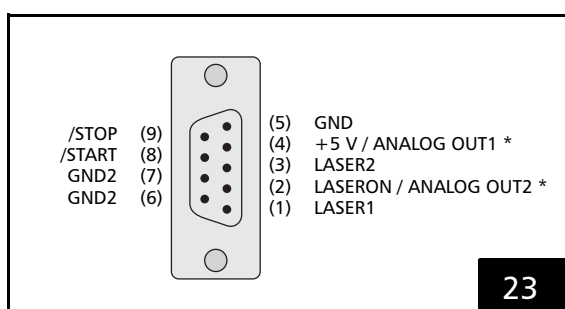 /STOP (9)
/START (8)
GND2 (7)
GND2 (6)
(5) GND
(4) +5 V / ANALOG OUT1 *
(3) LASER2
(2) LASERON / ANALOG OUT2 *
(1) LASER1
23